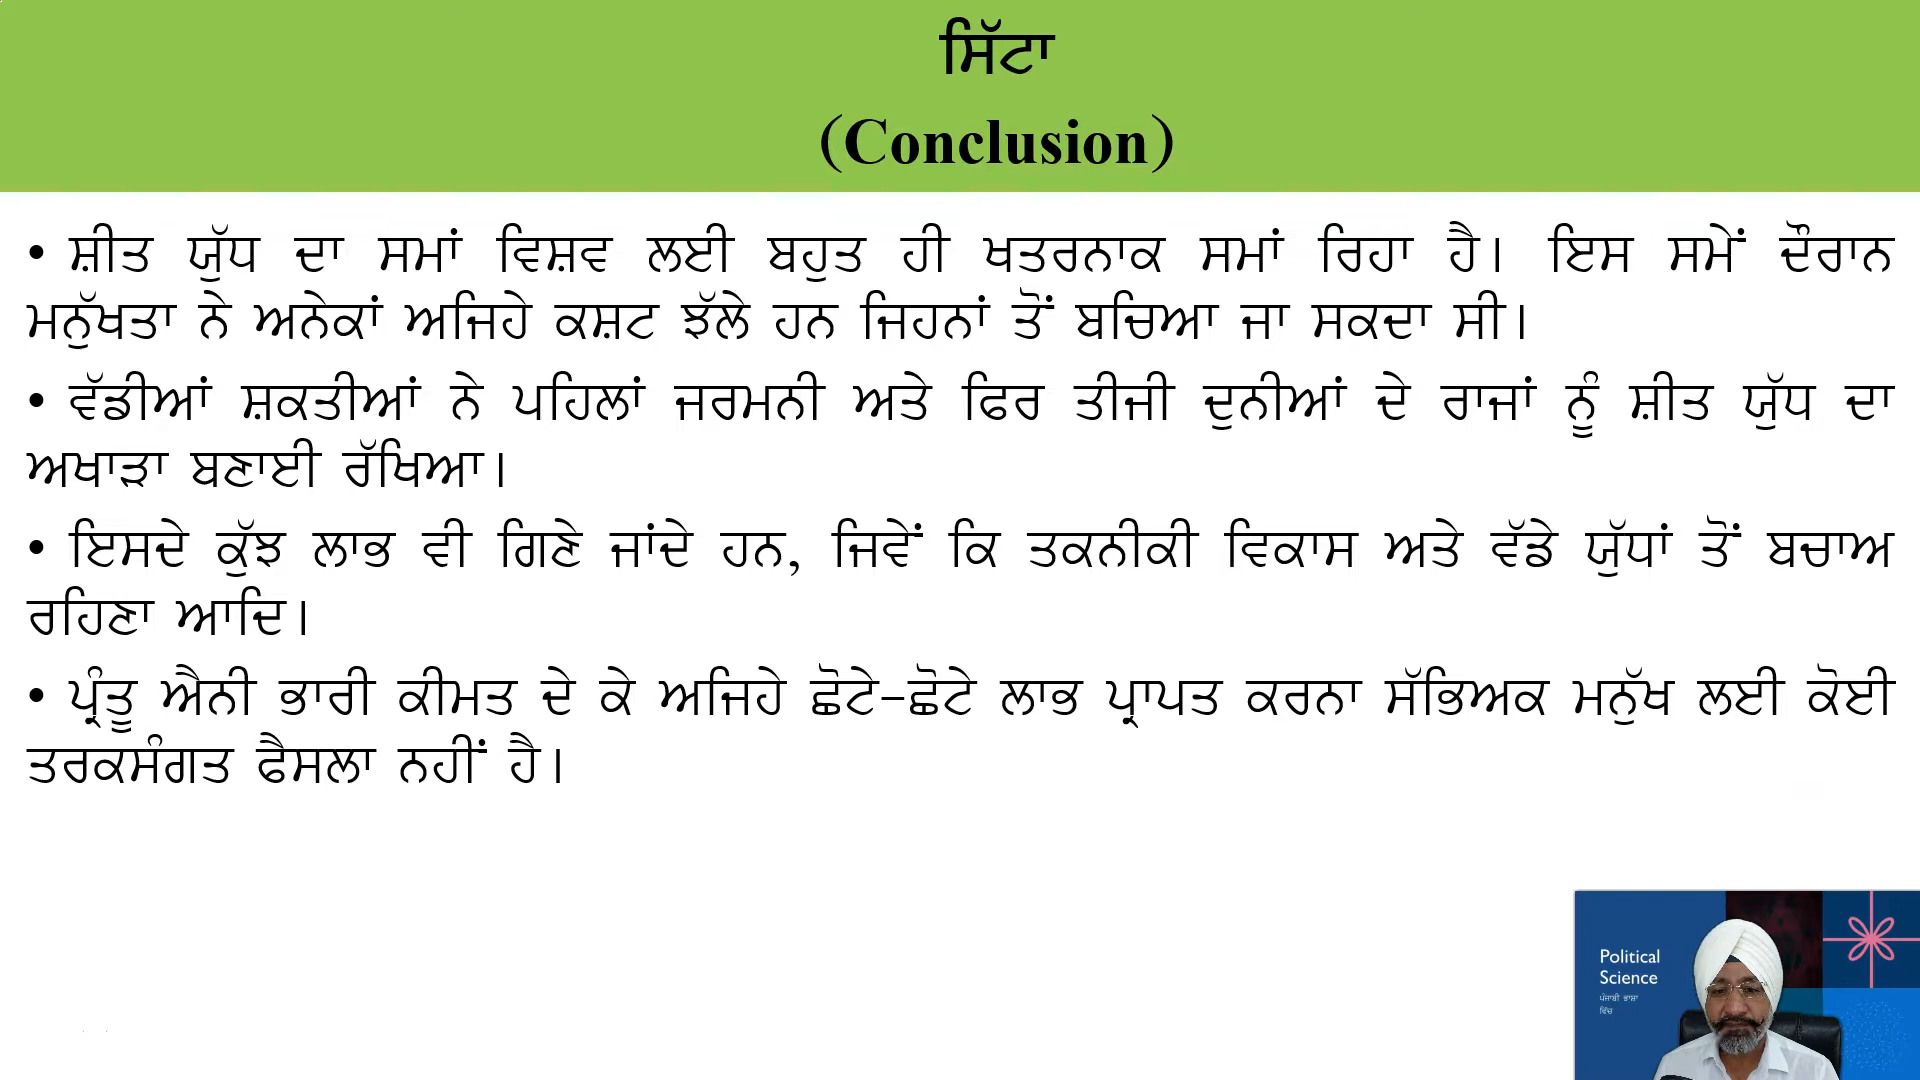 ਸਿੱਟਾ
(Conclusion)
• ਸ਼ੀਤ ਯੁੱਧ ਦਾ ਸਮਾਂ ਵਿਸ਼ਵ ਲਈ ਬਹੁਤ ਹੀ ਖਤਰਨਾਕ ਸਮਾਂ ਰਿਹਾ ਹੈ। ਇਸ ਸਮੇਂ ਦੌਰਾਨ
ਮਨੁੱਖਤਾ ਨੇ ਅਨੇਕਾਂ ਅਜਿਹੇ ਕਸ਼ਟ ਝੱਲੇ ਹਨ ਜਿਹਨਾਂ ਤੋਂ ਬਚਿਆ ਜਾ ਸਕਦਾ ਸੀ।
• ਵੱਡੀਆਂ ਸ਼ਕਤੀਆਂ ਨੇ ਪਹਿਲਾਂ ਜਰਮਨੀ ਅਤੇ ਫਿਰ ਤੀਜੀ ਦੁਨੀਆਂ ਦੇ ਰਾਜਾਂ ਨੂੰ ਸ਼ੀਤ ਯੁੱਧ ਦਾ
ਅਖਾੜਾ ਬਣਾਈ ਰੱਖਿਆ।
• ਇਸਦੇ ਕੁੱਝ ਲਾਭ ਵੀ ਗਿਣੇ ਜਾਂਦੇ ਹਨ, ਜਿਵੇਂ ਕਿ ਤਕਨੀਕੀ ਵਿਕਾਸ ਅਤੇ ਵੱਡੇ ਯੁੱਧਾਂ ਤੋਂ ਬਚਾਅ
ਰਹਿਣਾ ਆਦਿ।
• ਪ੍ਰੰਤੂ ਐਨੀ ਭਾਰੀ ਕੀਮਤ ਦੇ ਕੇ ਅਜਿਹੇ ਛੋਟੇ-ਛੋਟੇ ਲਾਭ ਪ੍ਰਾਪਤ ਕਰਨਾ ਸੱਭਿਅਕ ਮਨੁੱਖ ਲਈ ਕੋਈ
ਤਰਕਸੰਗਤ ਫੈਸਲਾ ਨਹੀਂ ਹੈ।
Political
Science
ਪੰਜਾਬੀ ਭਾਸ਼ਾ
ਵਿੱਚ